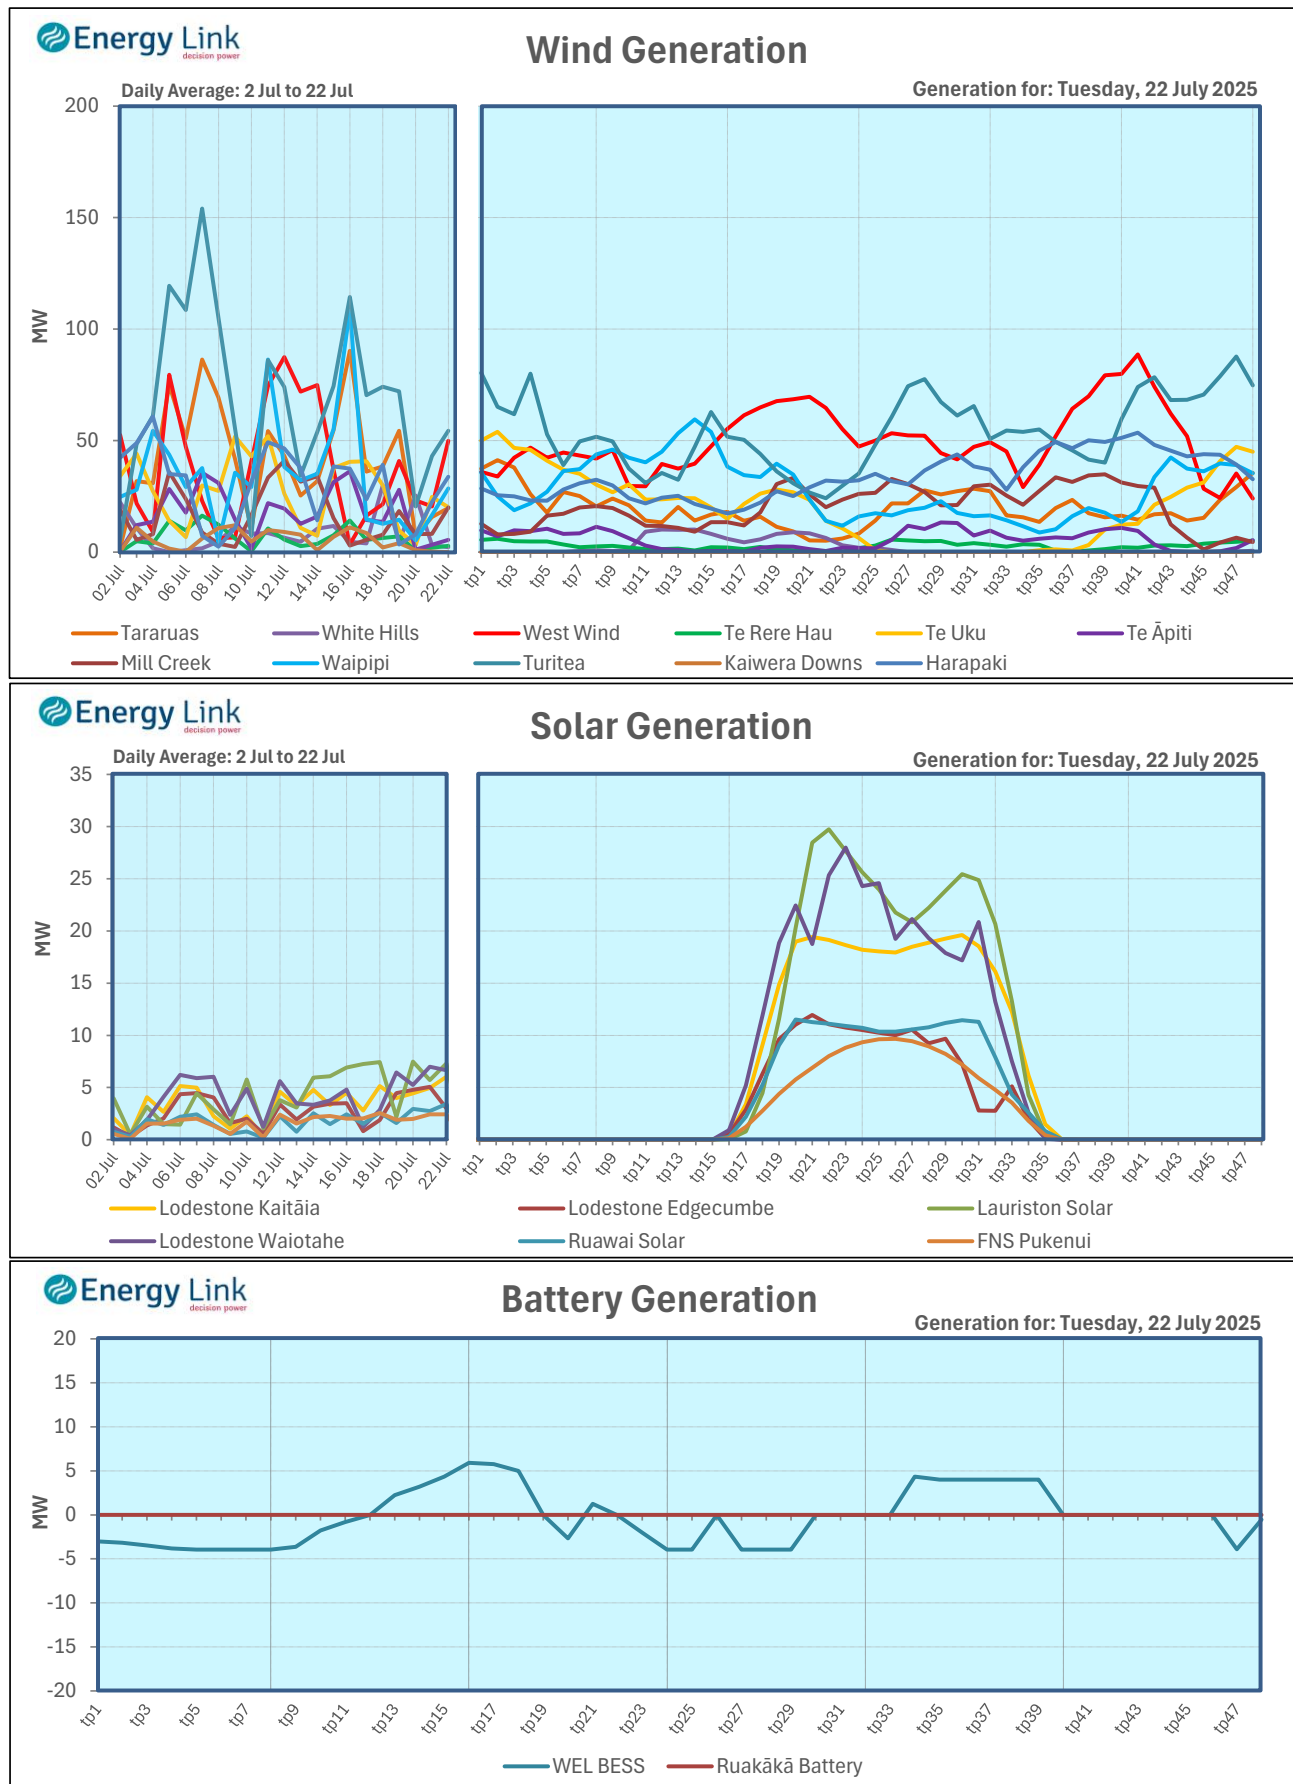 Energy Link
decision power
Wind Generation
Daily Average: 2 Jul to 22 Jul
Generation for: Tuesday, 22 July 2025
200
150
100
50
0
MW
02 Jul
04 Jul
06 Jul
08 Jul
10 Jul
12 Jul
14 Jul
16 Jul
18 Jul
20 Jul
22 Jul
tp1
tp3
tp5
tp7
tp9
tp11
tp13
tp15
tp17
tp19
tp21
tp23
tp25
tp27
tp29
tp31
tp33
tp35
tp37
tp39
tp41
tp43
tp45
tp47
Tararuas
White Hills
West Wind
Te Rere Hau
Te Uku
Te Āpiti
Mill Creek
Waipipi
Turitea
Kaiwera Downs
Harapaki
Energy Link
decision power
Solar Generation
Daily Average: 2 Jul to 22 Jul
Generation for: Tuesday, 22 July 2025
35
30
25
20
15
10
5
0
MW
02 Jul
04 Jul
06 Jul
08 Jul
10 Jul
12 Jul
14 Jul
16 Jul
18 Jul
20 Jul
22 Jul
tp1
tp3
tp5
tp7
tp9
tp11
tp13
tp15
tp17
tp19
tp21
tp23
tp25
tp27
tp29
tp31
tp33
tp35
tp37
tp39
tp41
tp43
tp45
tp47
Lodestone Kaitāia
Lodestone Edgecumbe
Lauriston Solar
Lodestone Waiotahe
Ruawai Solar
FNS Pukenui
Energy Link
decision power
Battery Generation
Generation for: Tuesday, 22 July 2025
20
15
10
5
0
-5
-10
-15
-20
MW
tp1
tp3
tp5
tp7
tp9
tp11
tp13
tp15
tp17
tp19
tp21
tp23
tp25
tp27
tp29
tp31
tp33
tp35
tp37
tp39
tp41
tp43
tp45
tp47
WEL BESS
Ruakākā Battery